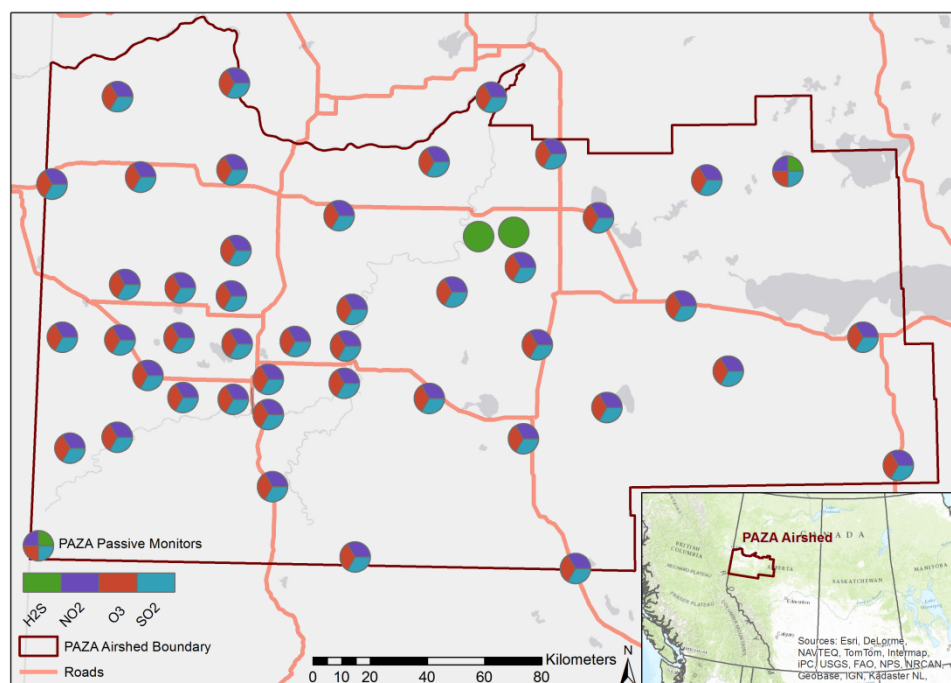 PAZA Passive Monitors
H2S
NO2
O3
SO2
PAZA Airshed Boundary
Roads
0 10 20 40 60 80
Kilometers
N
PAZA Airshed
CANADA
BRITISH
COLUMBIA
ALBERTA
SASKATCHEWAN
MANITOBA
Edmonton
Calgary
Sources: Esri, DeLorme,
NAVTEQ, TomTom, Intermap,
iPC, USGS, FAO, NPS, NRCAN,
GeoBase, IGN, Kadaster NL,